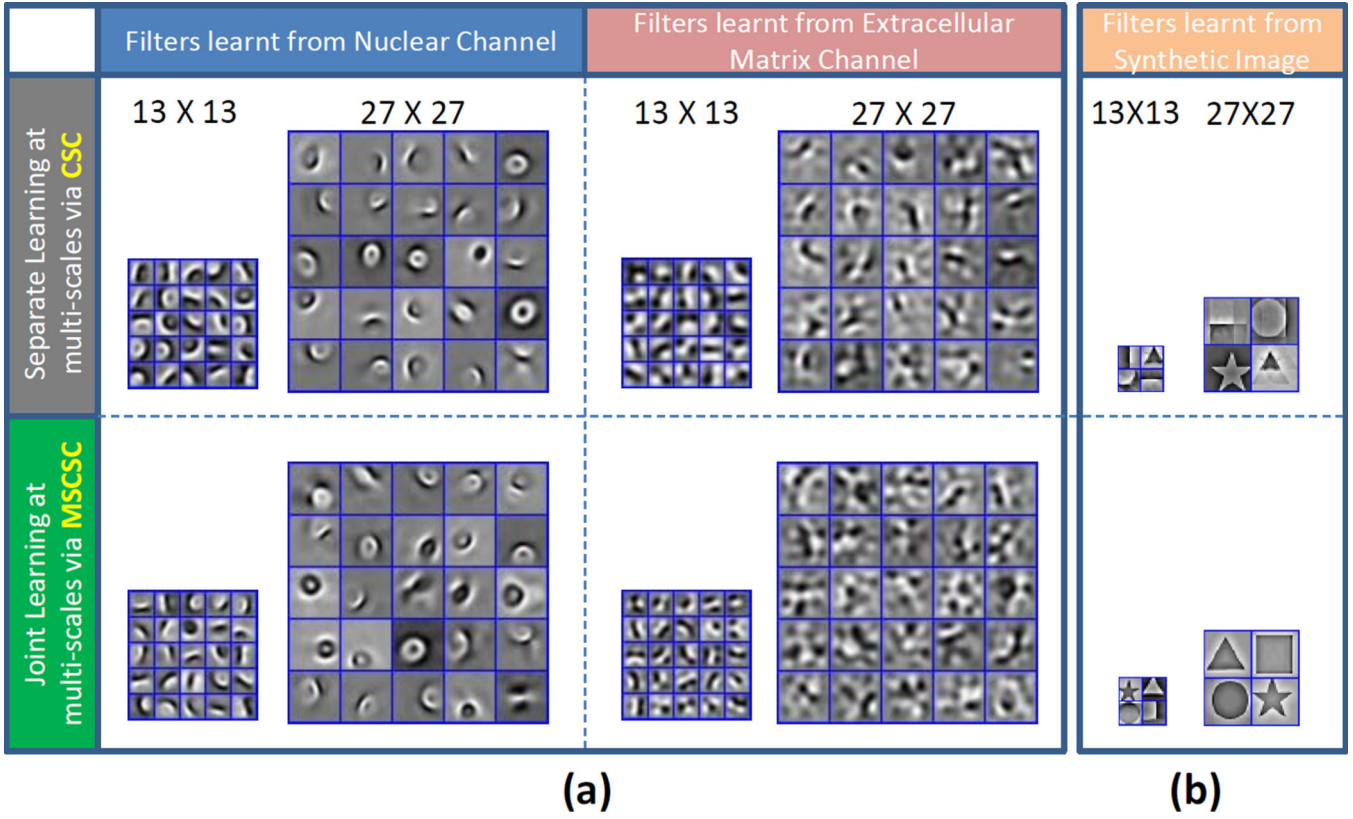 Filters learnt from Nuclear Channel
Filters learnt from Extracellular
Matrix Channel
Filters learnt from
Synthetic Image
Separate Learning at
multi-scales via CSC
13 X 13
27 X 27
13 X 13
27 X 27
13X13
27X27
Joint Learning at
multi-scales via MSCSC
(a)
(b)